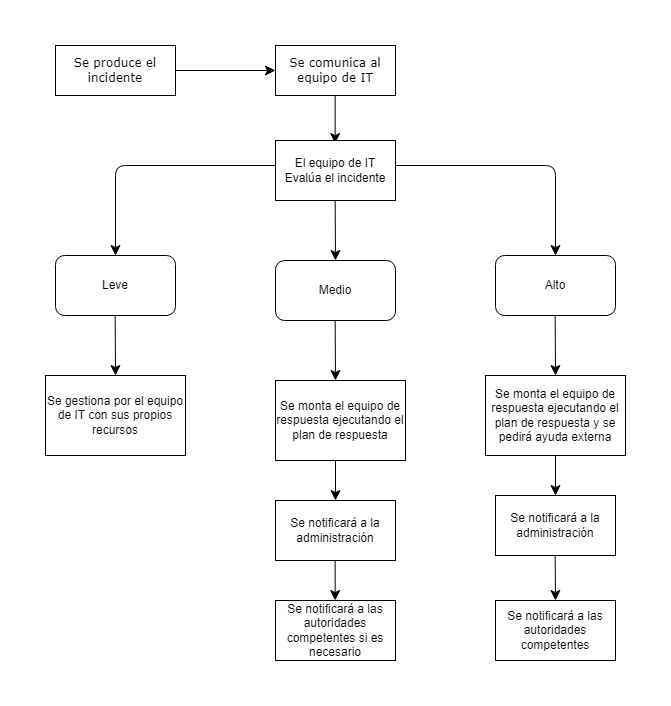 Se produce el
incidente
Se comunica al
equipo de IT
El equipo de IT
Evalúa el incidente
Leve
Medio
Alto
Se gestiona por el equipo
de IT con sus propios
recursos
Se monta el equipo de
respuesta ejecutando el
plan de respuesta
Se monta el equipo de
respuesta ejecutando el
plan de respuesta y se
pedirá ayuda externa
Se notificará a la
administración
Se notificará a la
administración
Se notificará a las
autoridades
competentes si es
necesario
Se notificará a las
autoridades
competentes